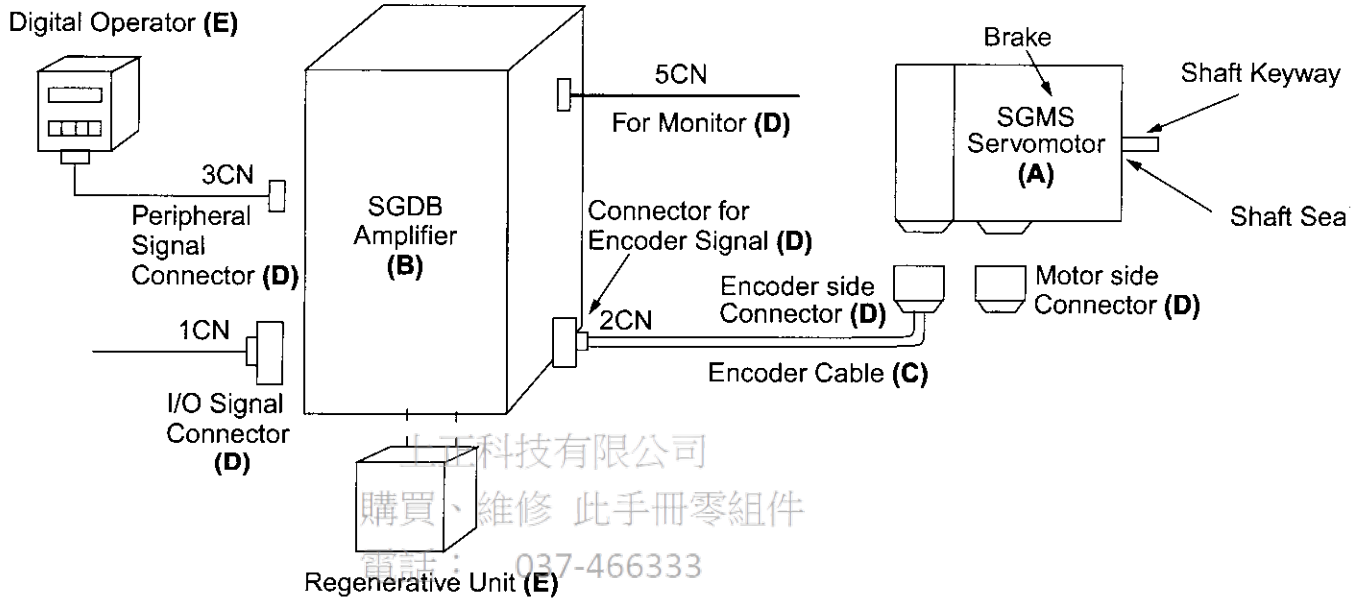 Digital Operator (E)
3CN
Peripheral
Signal
Connector (D)
1CN
I/O Signal
Connector
(D)
SGDB
Amplifier
(B)
5CN
For Monitor (D)
Connector for
Encoder Signal (D)
2CN
Encoder side
Connector (D)
Encoder Cable (C)
Motor side
Connector (D)
Brake
SGMS
Servomotor
(A)
Shaft Keyway
Shaft Sea
上正科技有限公司
購買、維修 此手冊零組件
電話： 037-466333
Regenerative Unit (E)